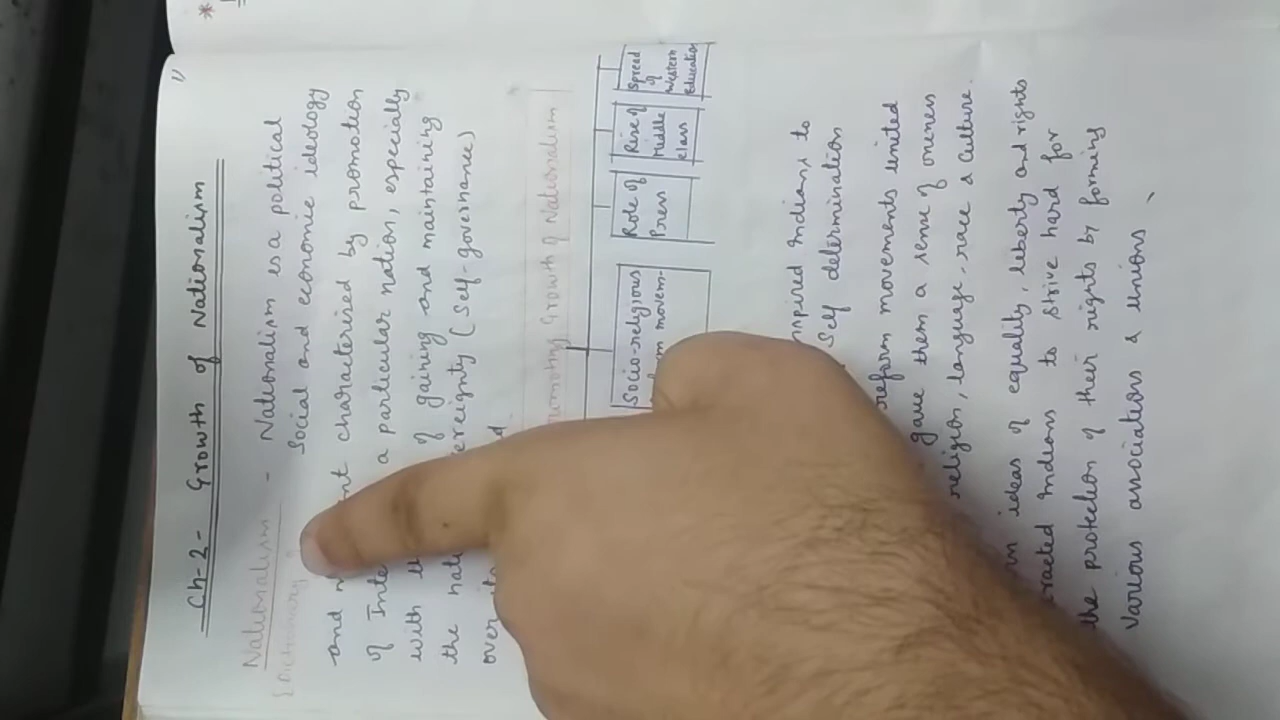 1)
Ch-2- Growth of Nationalism
Nationalism - Nationalism is a political
Social and economic ideology
and characterised by promotion
of a particular nation, especially
with of gaining and maintaining
the (Self-governance)
over
Growth of Nationalism
Socio-religious
movem-
Role of
Press
Rise of
Middle
class
Spread
of
Western
Education
Indians to
Self determination
reform movements united
gave them a sense of oneness
religion, language, race & culture.
ideas of equality, liberty and rights
Indians to strive hard for
the protection of their rights by forming
various associations & unions